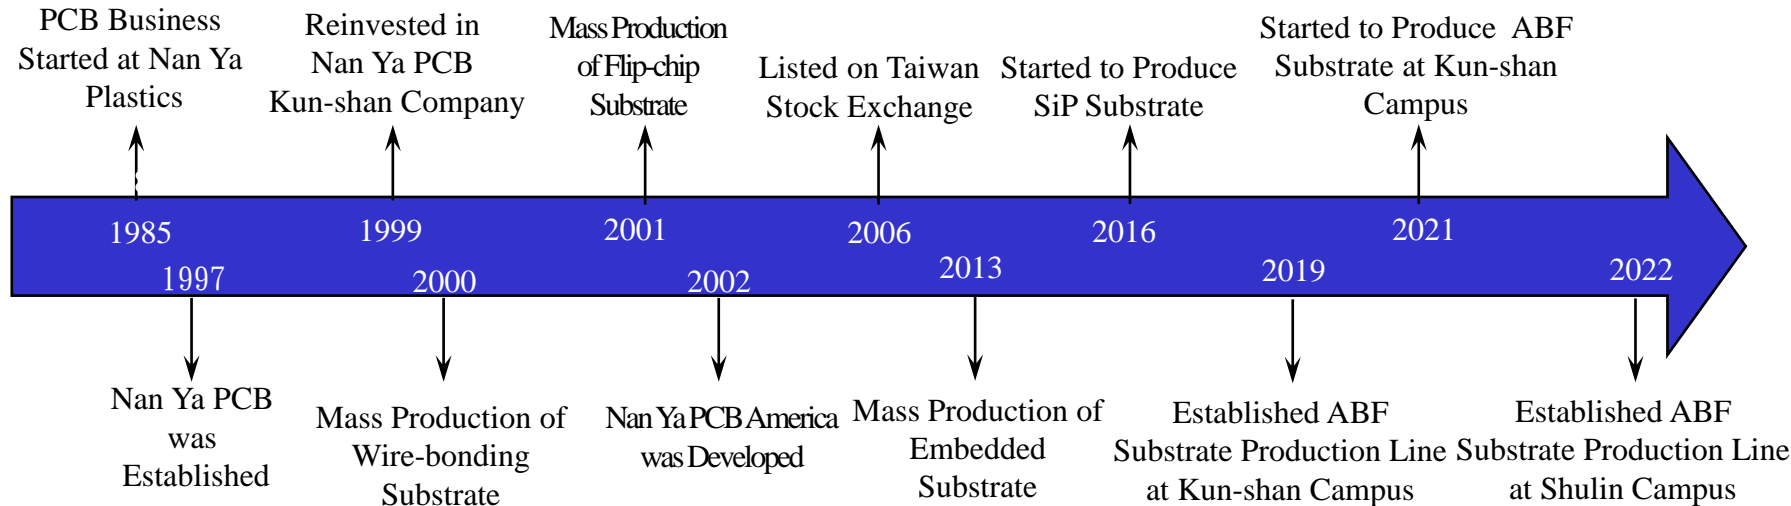 PCB Business
Started at Nan Ya
Plastics
Reinvested in
Nan Ya PCB
Kun-shan Company
Mass Production
of Flip-chip
Substrate
Listed on Taiwan
Stock Exchange
Started to Produce
SiP Substrate
Started to Produce ABF
Substrate at Kun-shan
Campus
1985
1999
2001
2006
2016
2021
1997
2000
2002
2013
2019
2022
Nan Ya PCB
was
Established
Mass Production of
Wire-bonding
Substrate
Nan Ya PCB America
was Developed
Mass Production of
Embedded
Substrate
Established ABF
Substrate Production Line
at Kun-shan Campus
Established ABF
Substrate Production Line
at Shulin Campus